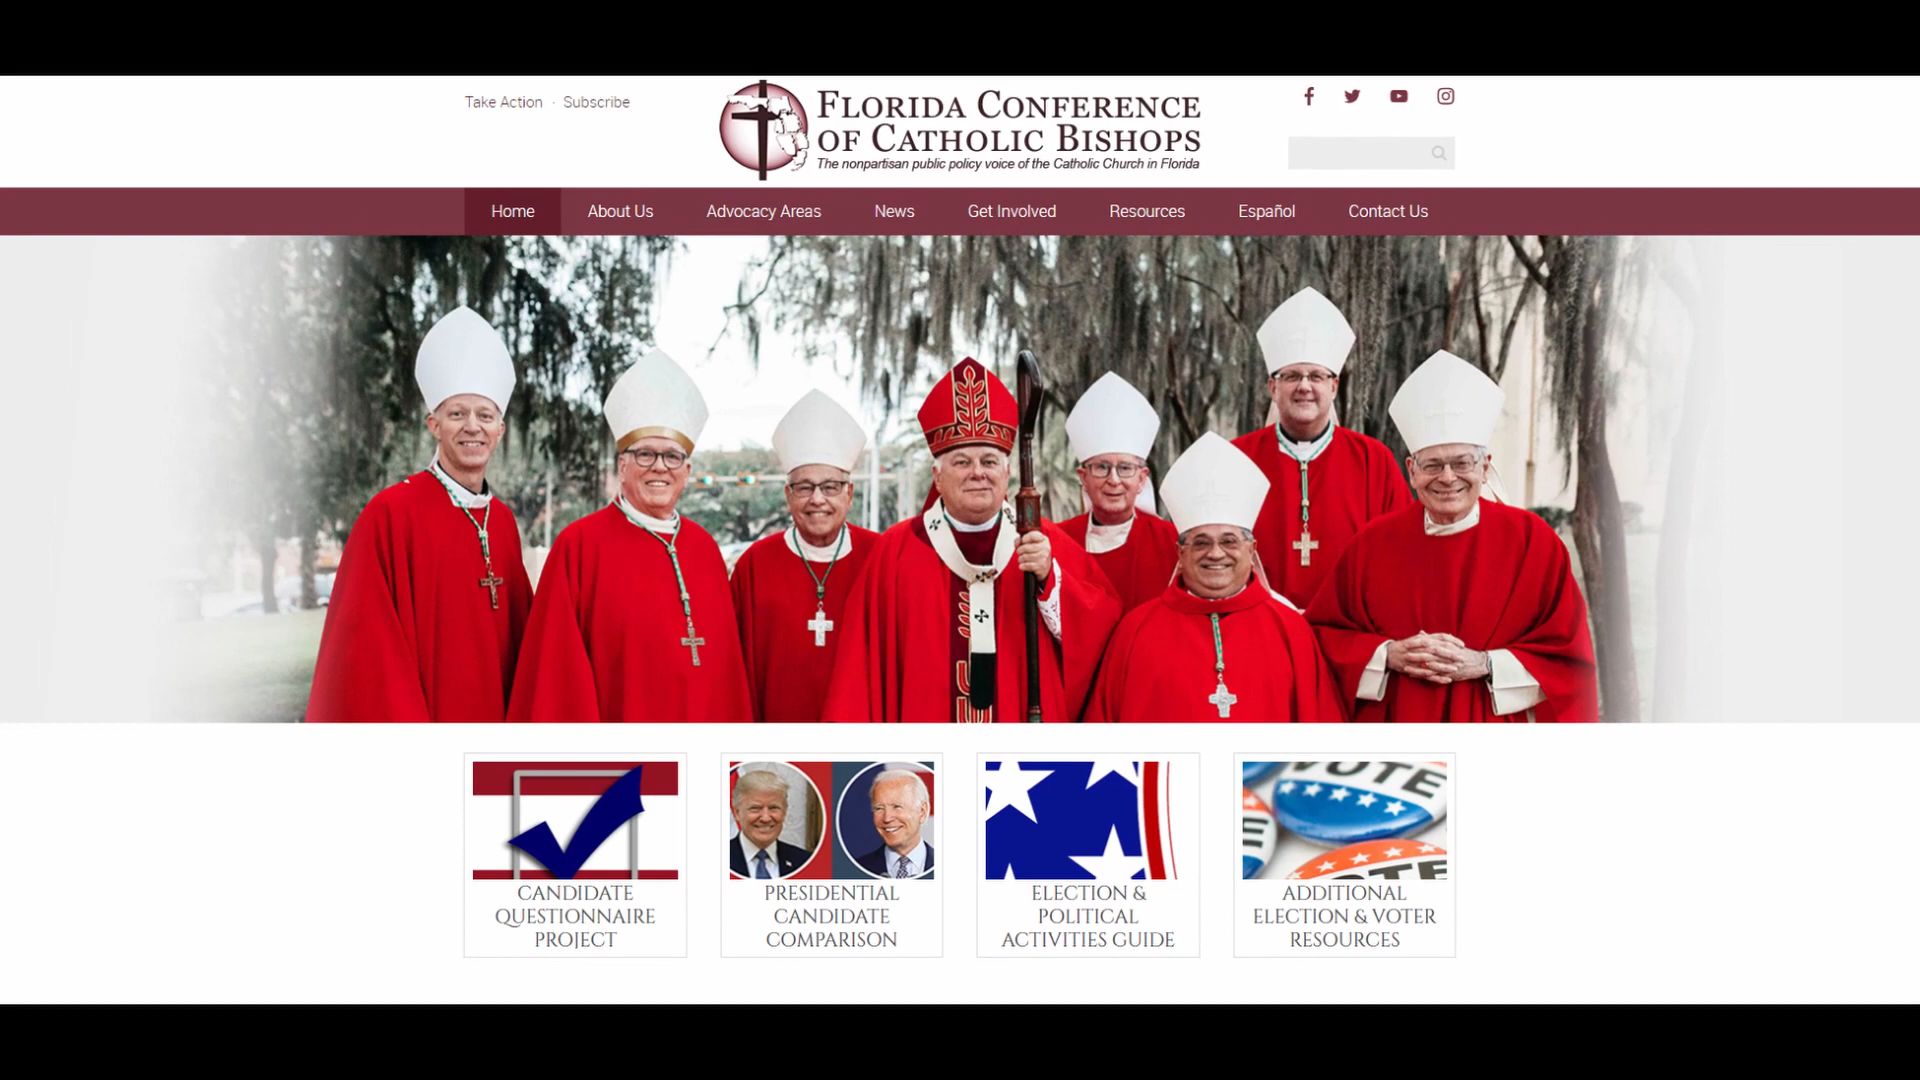 Take Action · Subscribe
FLORIDA CONFERENCE
OF CATHOLIC BISHOPS
The nonpartisan public policy voice of the Catholic Church in Florida
Home About Us Advocacy Areas News Get Involved Resources Español Contact Us
CANDIDATE
QUESTIONNAIRE
PROJECT
PRESIDENTIAL
CANDIDATE
COMPARISON
ELECTION &
POLITICAL
ACTIVITIES GUIDE
VOTE
VOTE
ADDITIONAL
ELECTION & VOTER
RESOURCES